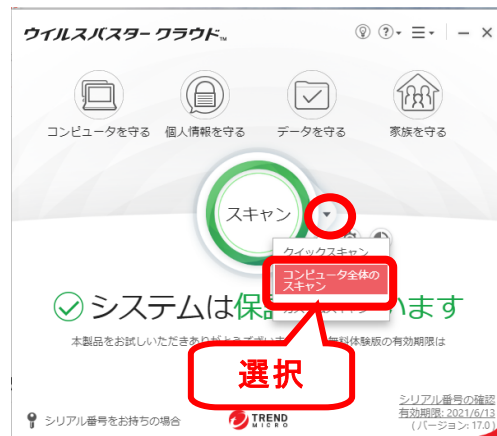 ウイルスバスター クラウド™
コンピュータを守る 個人情報を守る データを守る 家族を守る
スキャン
クイックスキャン
コンピュータ全体の
スキャン
システムは保
います
本製品をお試しいただきありがとうござい
無料体験版の有効期限は
選択
シリアル番号をお持ちの場合
TREND
MICRO
シリアル番号の確認
有効期限: 2021/6/13
(バージョン: 17.0)